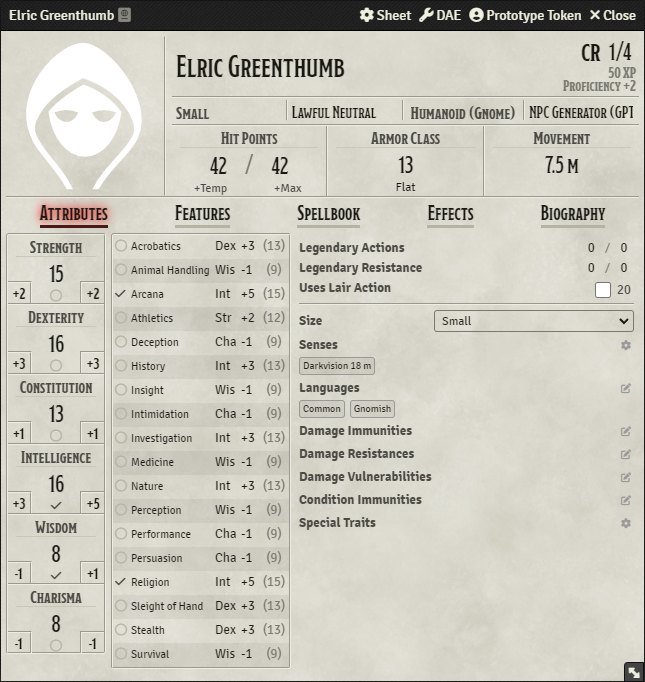 Elric Greenthumb Sheet DAE Prototype Token Close
Elric Greenthumb
CR 1/4
50 XP
Proficiency +2
Small Lawful Neutral Humanoid (Gnome) NPC Generator (GPT
Hit Points Armor Class Movement
42 / 42 13 7.5 m
+Temp +Max Flat
Attributes Features Spellbook Effects Biography
Strength
15
+2 +2
Dexterity
16
+3 +3
Constitution
13
+1 +1
Intelligence
16
+3 +5
Wisdom
8
-1 +1
Charisma
8
-1 -1
Acrobatics Dex +3 (13)
Animal Handling Wis -1 (9)
Arcana Int +5 (15)
Athletics Str +2 (12)
Deception Cha -1 (9)
History Int +3 (13)
Insight Wis -1 (9)
Intimidation Cha -1 (9)
Investigation Int +3 (13)
Medicine Wis -1 (9)
Nature Int +3 (13)
Perception Wis -1 (9)
Performance Cha -1 (9)
Persuasion Cha -1 (9)
Religion Int +5 (15)
Sleight of Hand Dex +3 (13)
Stealth Dex +3 (13)
Survival Wis -1 (9)
Legendary Actions 0 / 0
Legendary Resistance 0 / 0
Uses Lair Action 20
Size Small
Senses
Darkvision 18 m
Languages
Common Gnomish
Damage Immunities
Damage Resistances
Damage Vulnerabilities
Condition Immunities
Special Traits